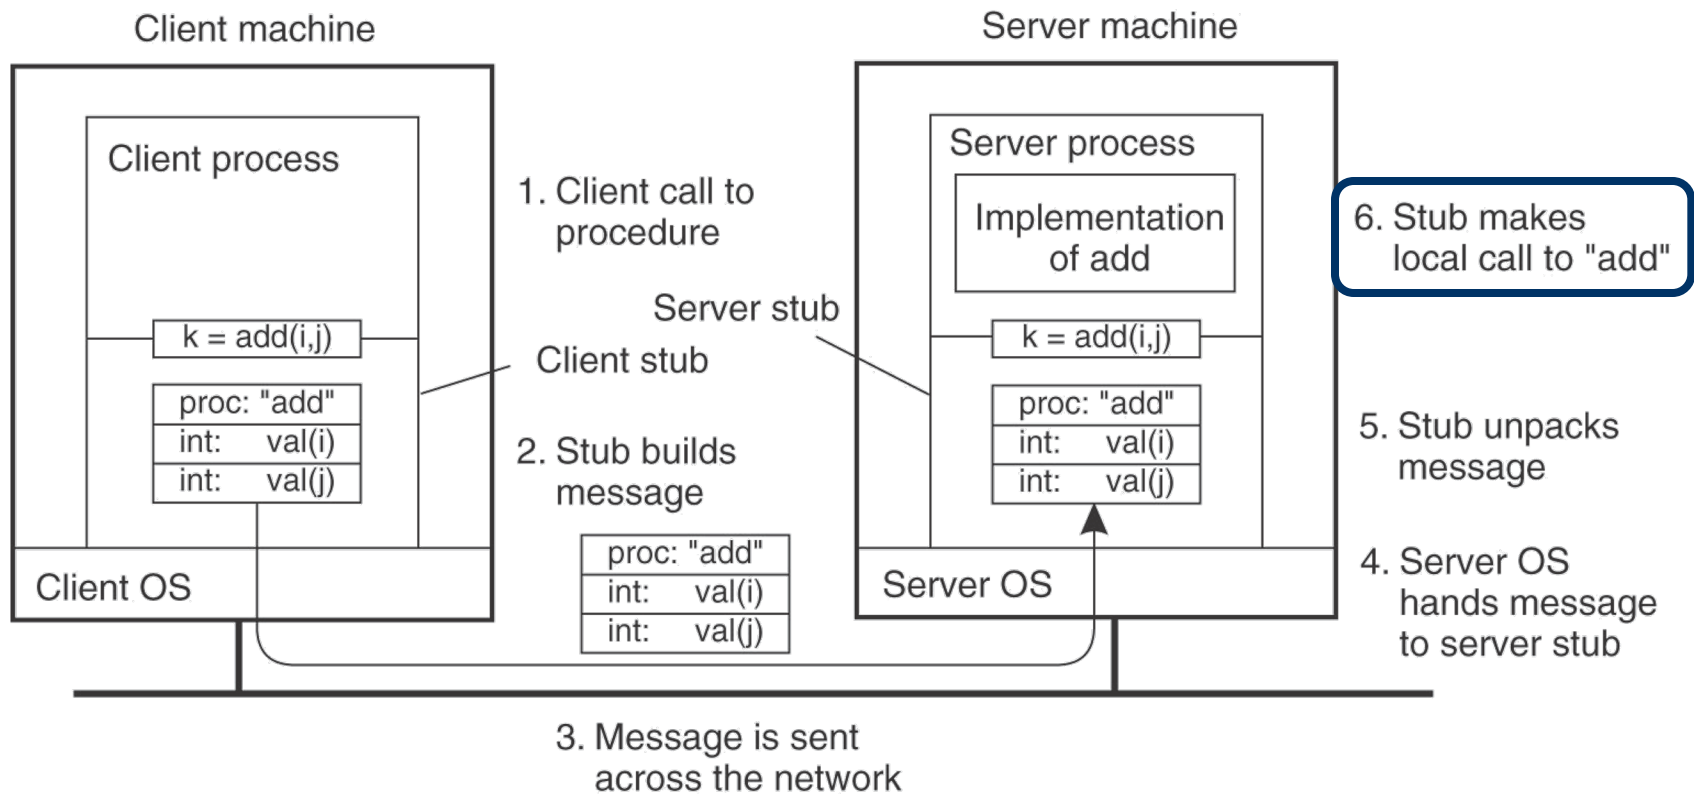 Client machine
Server machine
Client process
1. Client call to
procedure
Server process
Implementation
of add
6. Stub makes
local call to "add"
Server stub
k = add(i,j)
k = add(i,j)
Client stub
proc: "add"
int: val(i)
int: val(j)
proc: "add"
int: val(i)
int: val(j)
2. Stub builds
message
5. Stub unpacks
message
proc: "add"
int: val(i)
int: val(j)
Client OS
Server OS
4. Server OS
hands message
to server stub
3. Message is sent
across the network